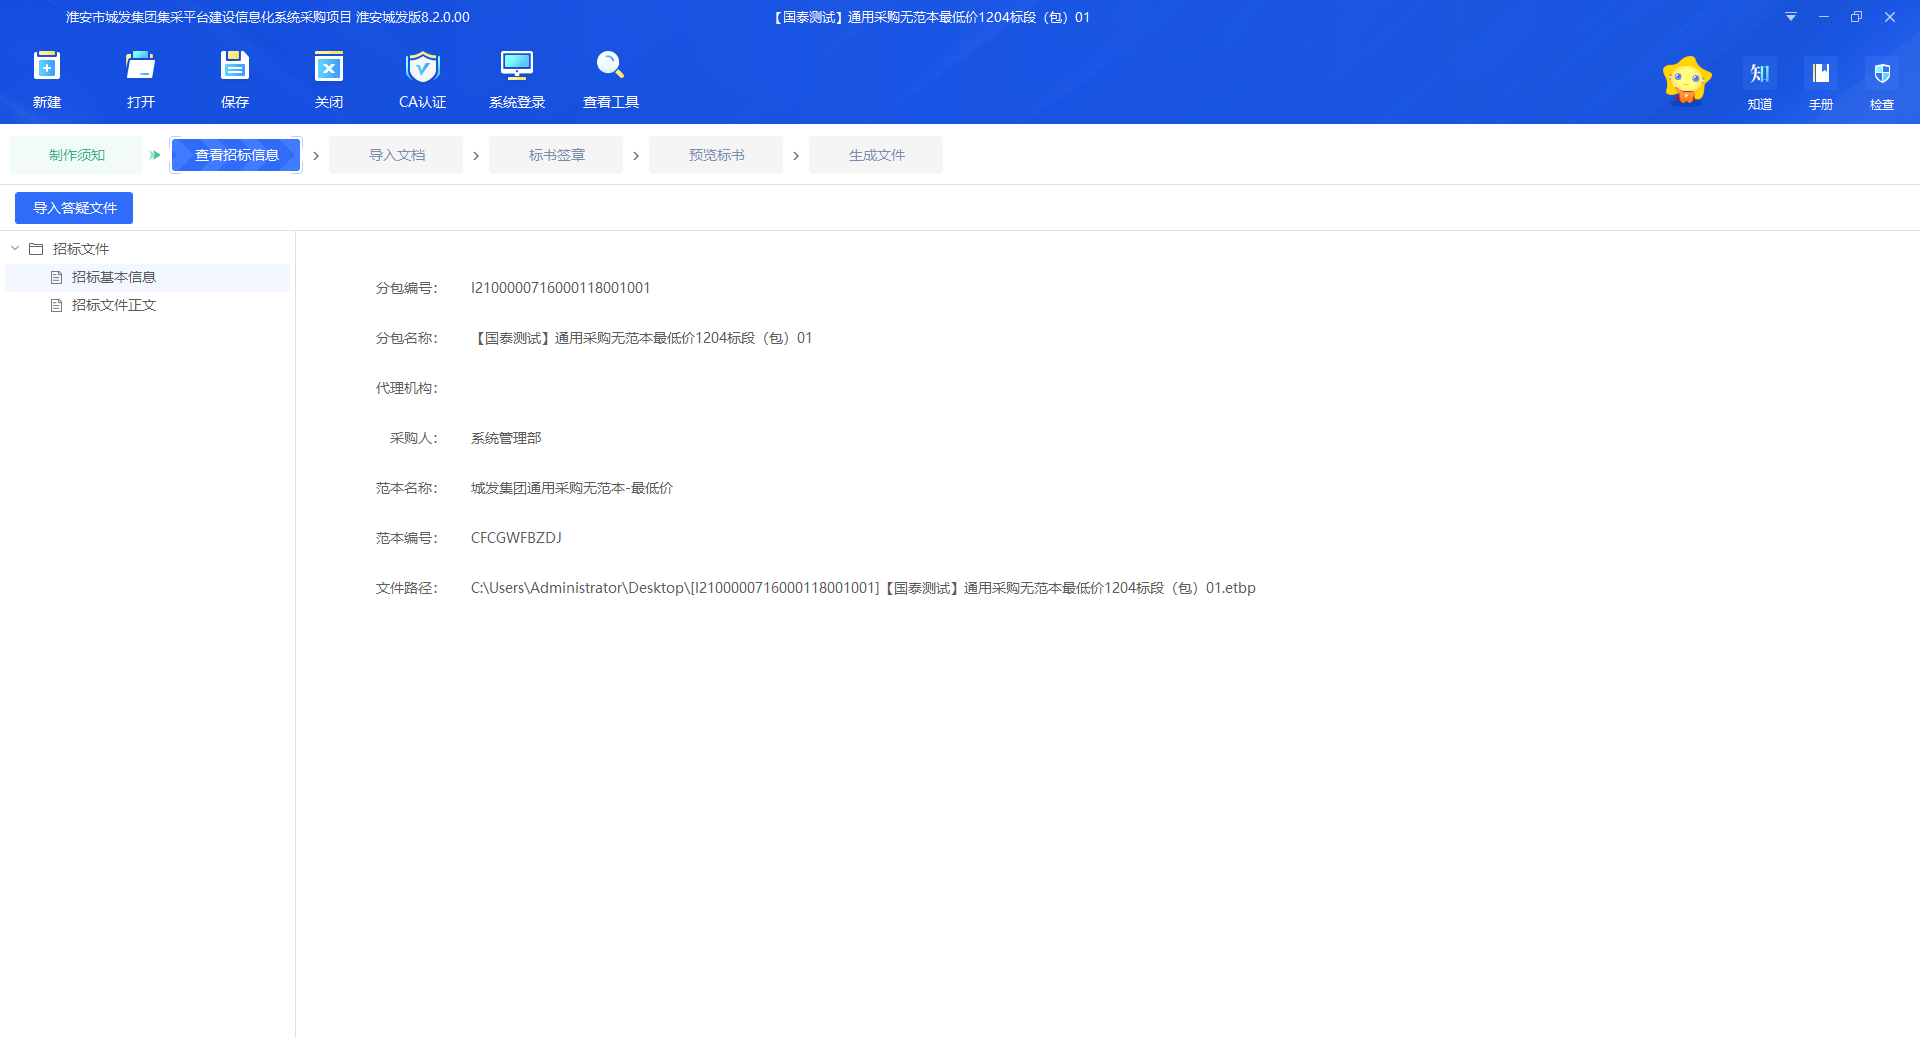 淮安市城发集团集采平台建设信息化系统采购项目 淮安城发版8.2.0.00
【国泰测试】通用采购无范本最低价1204标段（包）01
新建
打开
保存
关闭
CA认证
系统登录
查看工具
知
知道
手册
检查
制作须知
查看招标信息
导入文档
标书签章
预览标书
生成文件
导入答疑文件
招标文件
招标基本信息
招标文件正文
分包编号： I2100000716000118001001
分包名称： 【国泰测试】通用采购无范本最低价1204标段（包）01
代理机构：
采购人： 系统管理部
范本名称： 城发集团通用采购无范本-最低价
范本编号： CFCGWFBZDJ
文件路径： C:\Users\Administrator\Desktop\[I2100000716000118001001]【国泰测试】通用采购无范本最低价1204标段（包）01.etbp